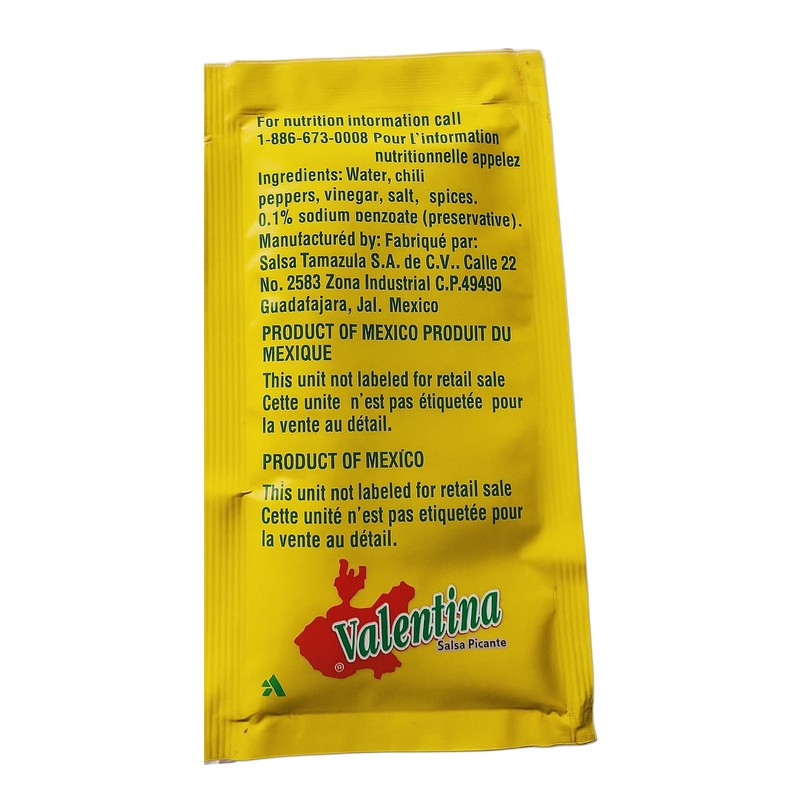 For nutrition intormation call
1-886-673-0008 Pour L'information
nutritionnelle appelez
Ingredients: Water, chili
peppers, vinegar, salt, spices.
0.1% sodium benzoate (preservative).
Manufacturéd by: Fabriqué par:
Salsa Tamazula S.A. de C.V.. Calle 22
No. 2583 Zona Industrial C.P.49490
Guadafajara, Jal. Mexico
PRODUCT OF MEXICO PRODUIT DU
MEXIQUE
This unit not labeled for retail sale
Cette unite n'est pas étiquetée pour
la vente au détail.
PRODUCT OF MEXÍCO
This unit not labeled for retail sale
Cette unité n'est pas etiquetée pour
la vente au détail.
Valentina
Salsa Picante
®